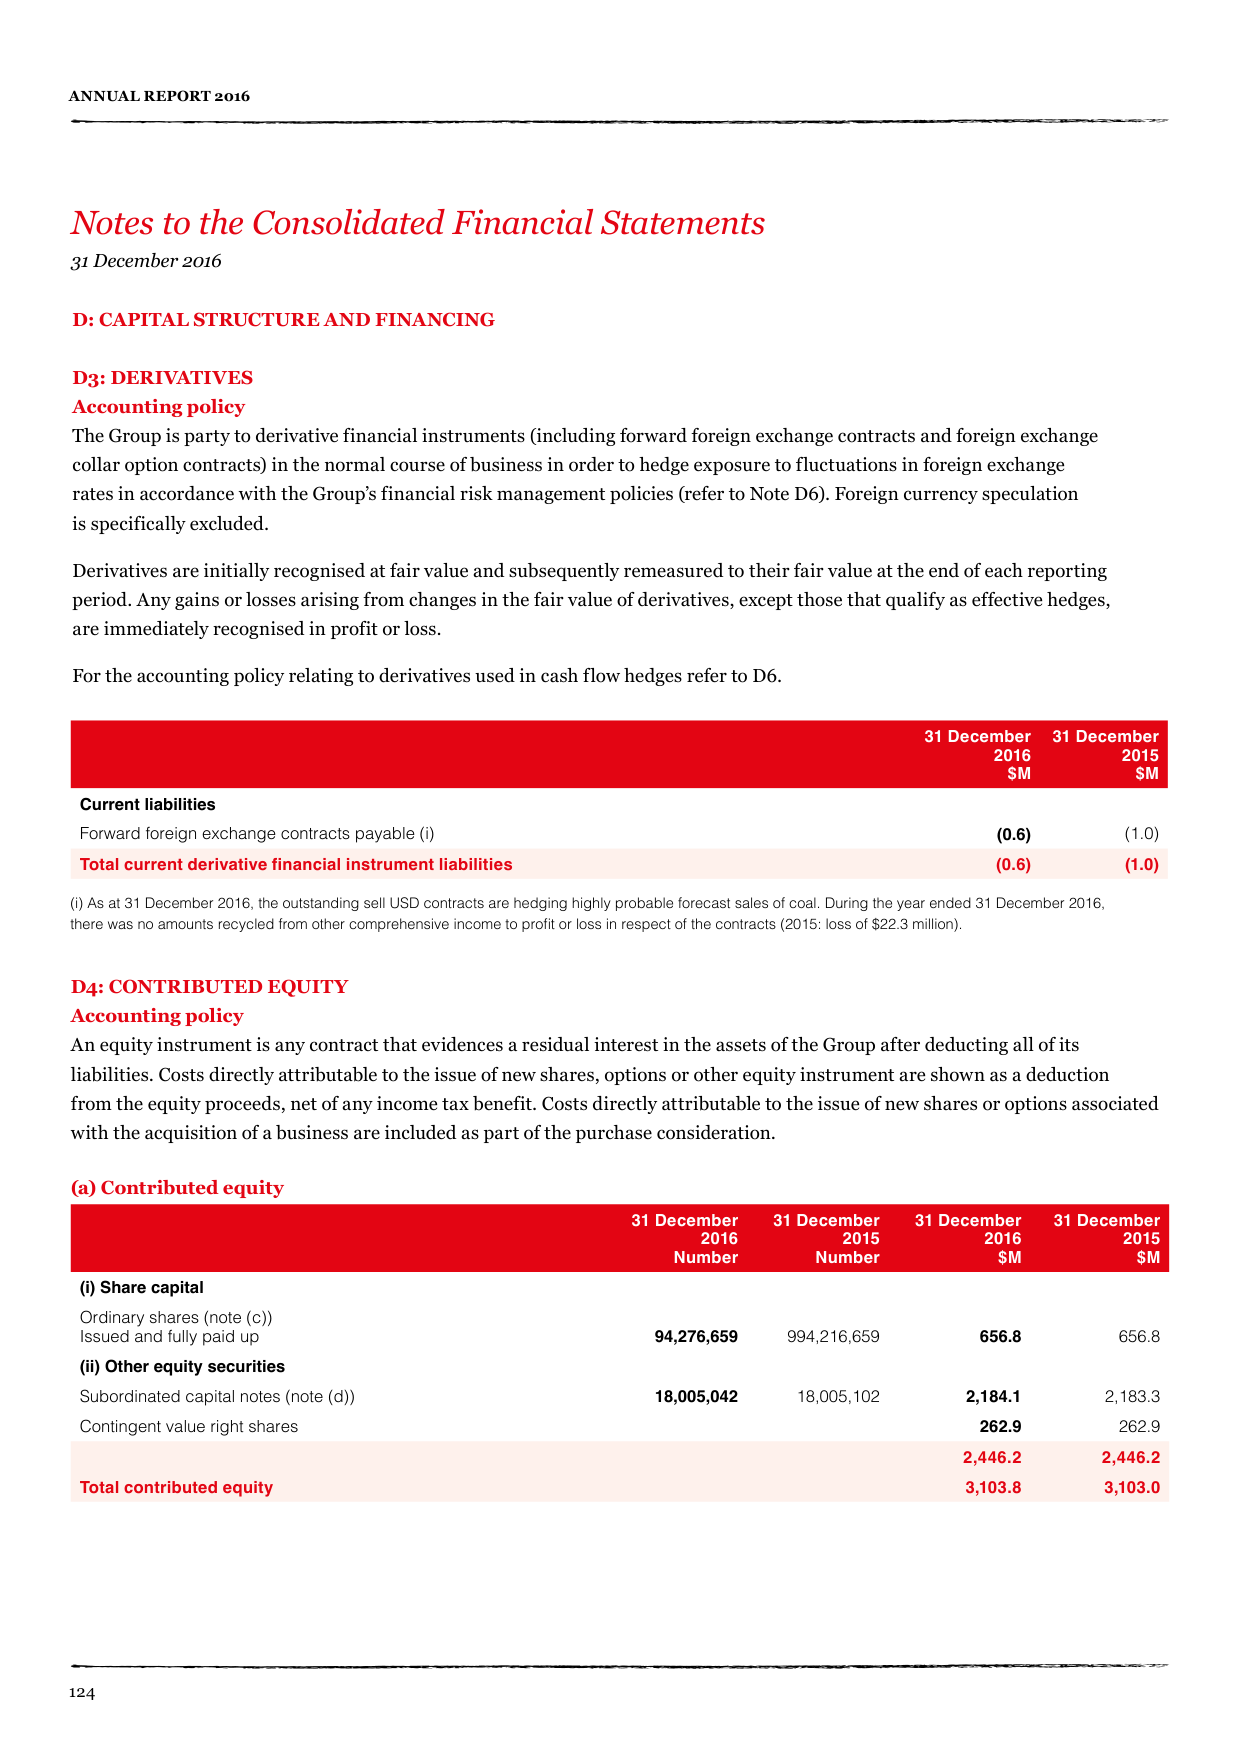 ANNUAL REPORT 2016
Notes to the Consolidated Financial Statements
31 December 2016
D: CAPITAL STRUCTURE AND FINANCING
D3: DERIVATIVES
Accounting policy
The Group is party to derivative financial instruments (including forward foreign exchange contracts and foreign exchange
collar option contracts) in the normal course of business in order to hedge exposure to fluctuations in foreign exchange
rates in accordance with the Group's financial risk management policies (refer to Note D6). Foreign currency speculation
is specifically excluded.
Derivatives are initially recognised at fair value and subsequently remeasured to their fair value at the end of each reporting
period. Any gains or losses arising from changes in the fair value of derivatives, except those that qualify as effective hedges,
are immediately recognised in profit or loss.
For the accounting policy relating to derivatives used in cash flow hedges refer to D6.
31 December 31 December
2016 2015
$M $M
Current liabilities
Forward foreign exchange contracts payable (i) (0.6) (1.0)
Total current derivative financial instrument liabilities (0.6) (1.0)
(i) As at 31 December 2016, the outstanding sell USD contracts are hedging highly probable forecast sales of coal. During the year ended 31 December 2016,
there was no amounts recycled from other comprehensive income to profit or loss in respect of the contracts (2015: loss of $22.3 million).
D4: CONTRIBUTED EQUITY
Accounting policy
An equity instrument is any contract that evidences a residual interest in the assets of the Group after deducting all of its
liabilities. Costs directly attributable to the issue of new shares, options or other equity instrument are shown as a deduction
from the equity proceeds, net of any income tax benefit. Costs directly attributable to the issue of new shares or options associated
with the acquisition of a business are included as part of the purchase consideration.
(a) Contributed equity
31 December 31 December 31 December 31 December
2016 2015 2016 2015
Number Number $M $M
(i) Share capital
Ordinary shares (note (c))
Issued and fully paid up 94,276,659 994,216,659 656.8 656.8
(ii) Other equity securities
Subordinated capital notes (note (d)) 18,005,042 18,005,102 2,184.1 2,183.3
Contingent value right shares 262.9 262.9
2,446.2 2,446.2
Total contributed equity 3,103.8 3,103.0
124